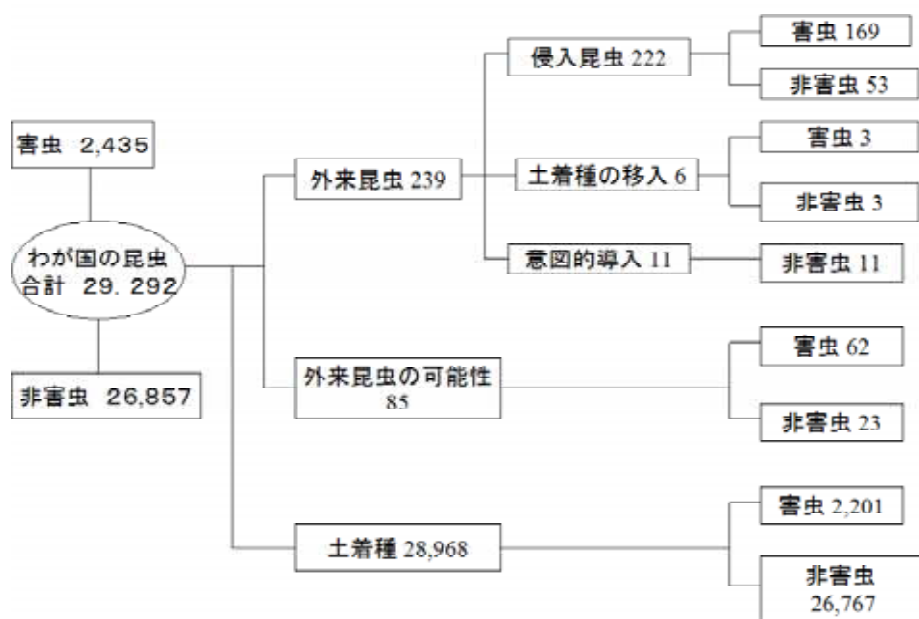 害虫 2,435
わが国の昆虫
合計 29.292
非害虫 26,857
外来昆虫 239
外来昆虫の可能性
85
土着種 28,968
侵入昆虫 222
土着種の移入 6
意図的導入 11
害虫 169
非害虫 53
害虫 3
非害虫 3
非害虫 11
害虫 62
非害虫 23
害虫 2,201
非害虫
26,767